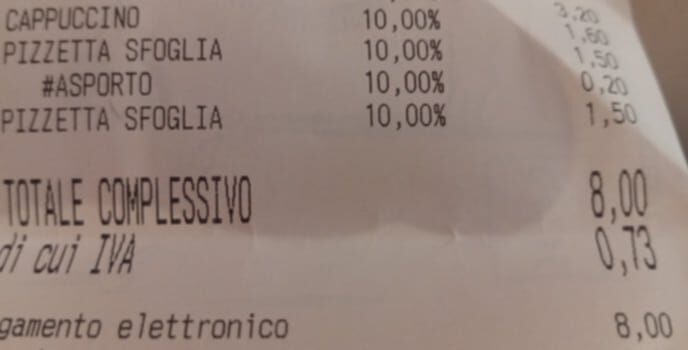 3,20
CAPPUCCINO 10,00% 1,60
PIZZETTA SFOGLIA 10,00% 1,50
#ASPORTO 10,00% 0,20
PIZZETTA SFOGLIA 10,00% 1,50
TOTALE COMPLESSIVO 8,00
di cui IVA 0,73
gamento elettronico 8,00